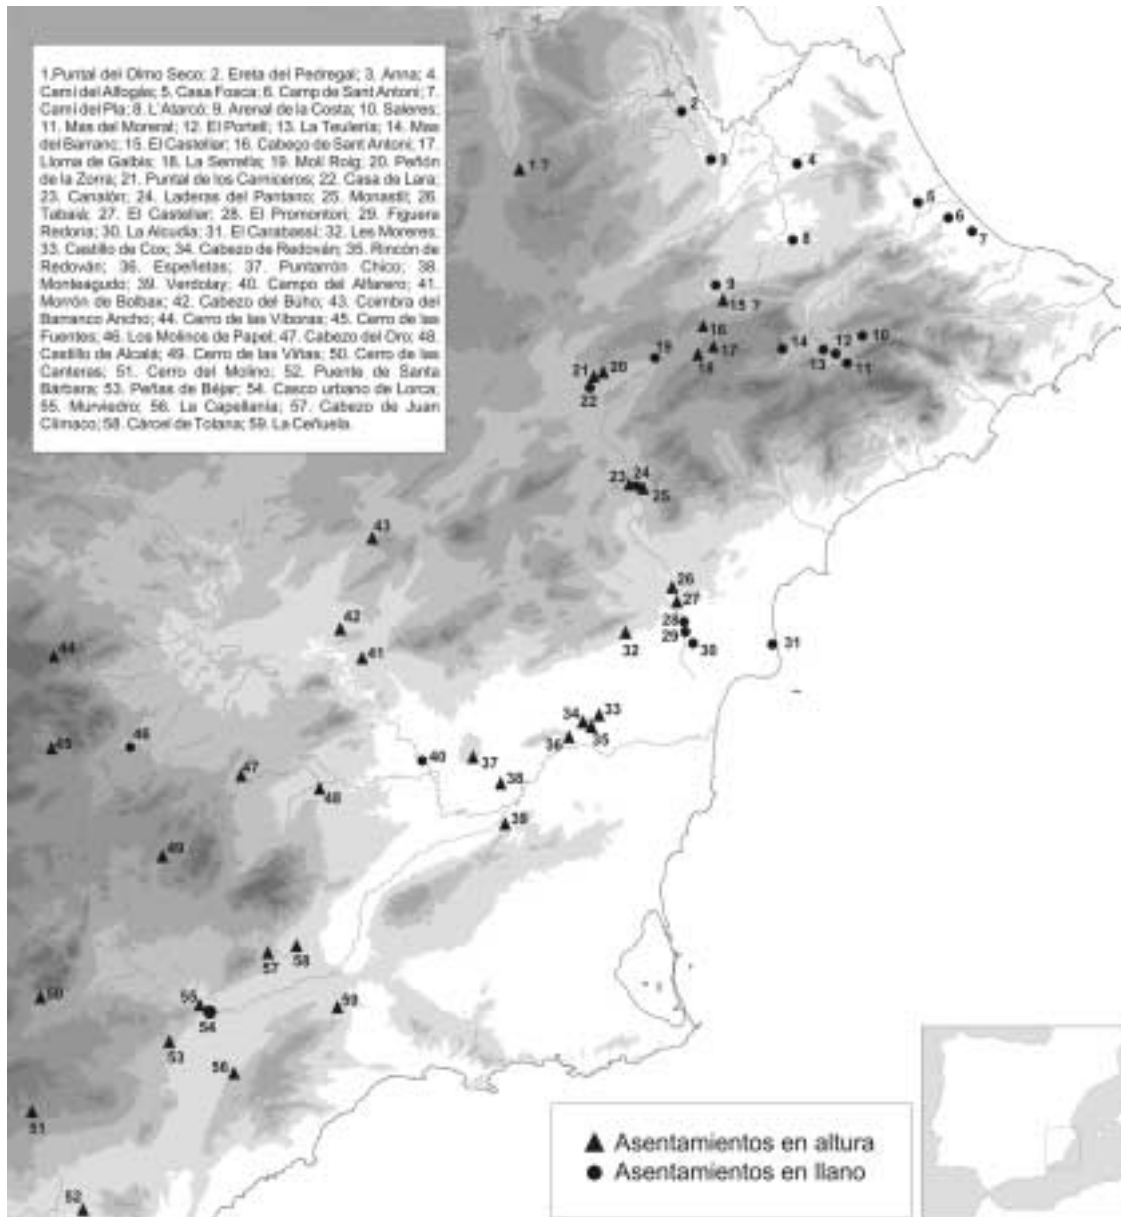 1.Puntal del Olmo Seco; 2. Ereta del Pedregal; 3. Anna; 4.
Camí del Alfogàs; 5. Casa Fosca; 6. Camp de Sant Antoni; 7.
Camí del Pla; 8. L'Atarcó; 9. Arenal de la Costa; 10. Saleres;
11. Mas del Moreral; 12. El Portell; 13. La Teuleria; 14. Mas
del Barranc; 15. El Castellar; 16. Cabeço de Sant Antoni; 17.
Lloma de Galbis; 18. La Serrella; 19. Molí Roig; 20. Peñón
de la Zorra; 21. Puntal de los Carniceros; 22. Casa de Lara;
23. Canalón; 24. Laderas del Pantano; 25. Monastil; 26.
Tabaià; 27. El Castellar; 28. El Promontori; 29. Figuera
Redona; 30. La Alcudia; 31. El Carabassí; 32. Les Moreres;
33. Castillo de Cox; 34. Cabezo de Redován; 35. Rincón de
Redován; 36. Espeñetas; 37. Puntarrón Chico; 38.
Monteagudo; 39. Verdolay; 40. Campo del Alfarero; 41.
Morrón de Bolbax; 42. Cabezo del Búho; 43. Coimbra del
Barranco Ancho; 44. Cerro de las Víboras; 45. Cerro de las
Fuentes; 46. Los Molinos de Papel; 47. Cabezo del Oro; 48.
Castillo de Alcalá; 49. Cerro de las Viñas; 50. Cerro de las
Canteras; 51. Cerro del Molino; 52. Puente de Santa
Bárbara; 53. Peñas de Béjar; 54. Casco urbano de Lorca;
55. Murviedro; 56. La Capellanía; 57. Cabezo de Juan
Clímaco; 58. Cárcel de Totana; 59. La Ceñuela.
2
1 ?
3
4
5
6
7
8
9
15 ?
16
10
12
14
19
17
13
11
18
20
21
22
23
24
25
43
26
27
42
28
29
32
30
31
44
41
33
34
35
36
45
46
40
37
47
38
48
39
49
58
57
50
55
59
54
53
56
51
52
Asentamientos en altura
Asentamientos en llano